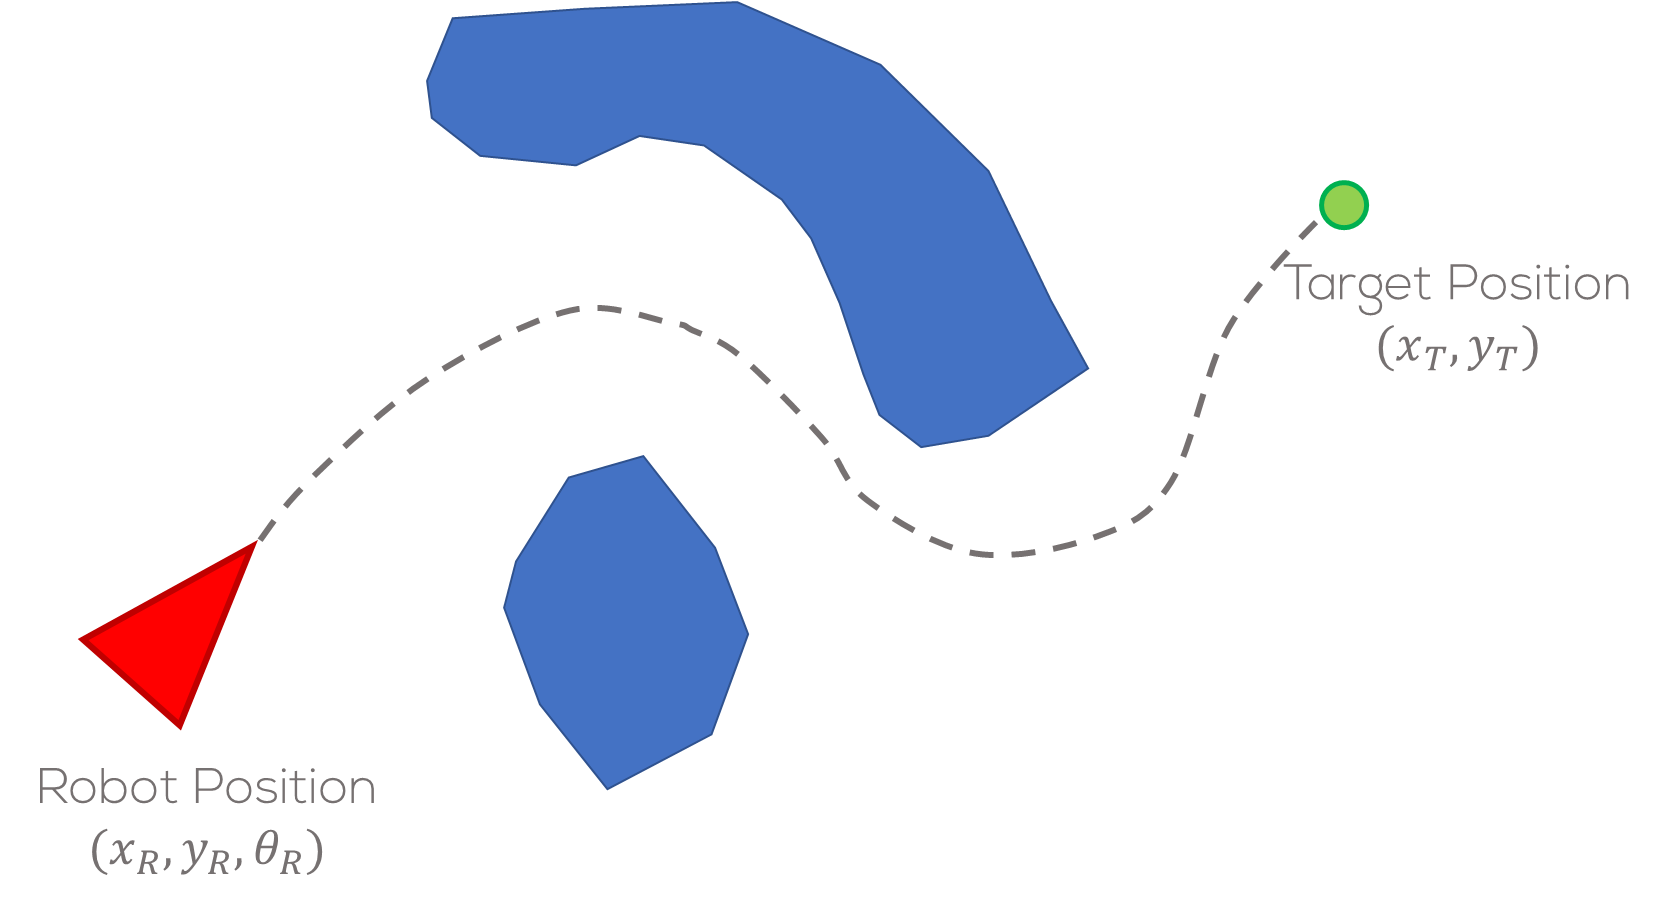 Target Position
(x_T, y_T)
Robot Position
(x_R, y_R, θ_R)